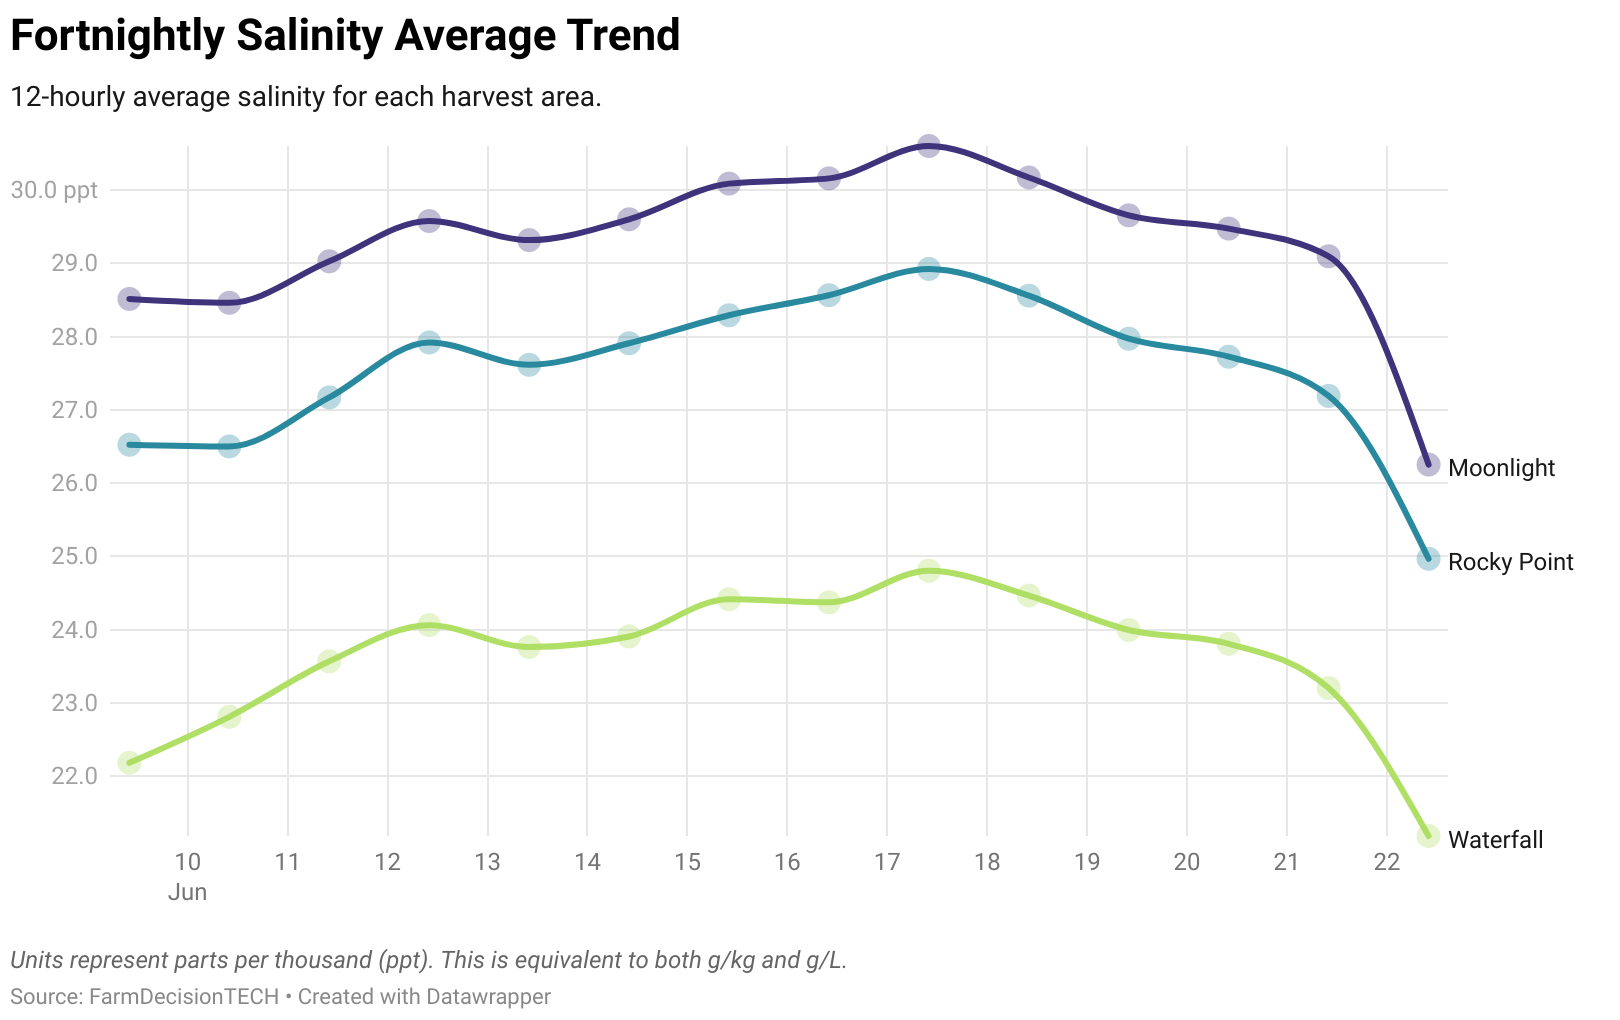 Fortnightly Salinity Average Trend
12-hourly average salinity for each harvest area.
30.0 ppt
29.0
28.0
27.0
26.0
25.0
24.0
23.0
22.0
Moonlight
Rocky Point
Waterfall
10 11 12 13 14 15 16 17 18 19 20 21 22
Jun
Units represent parts per thousand (ppt). This is equivalent to both g/kg and g/L.
Source: FarmDecisionTECH • Created with Datawrapper